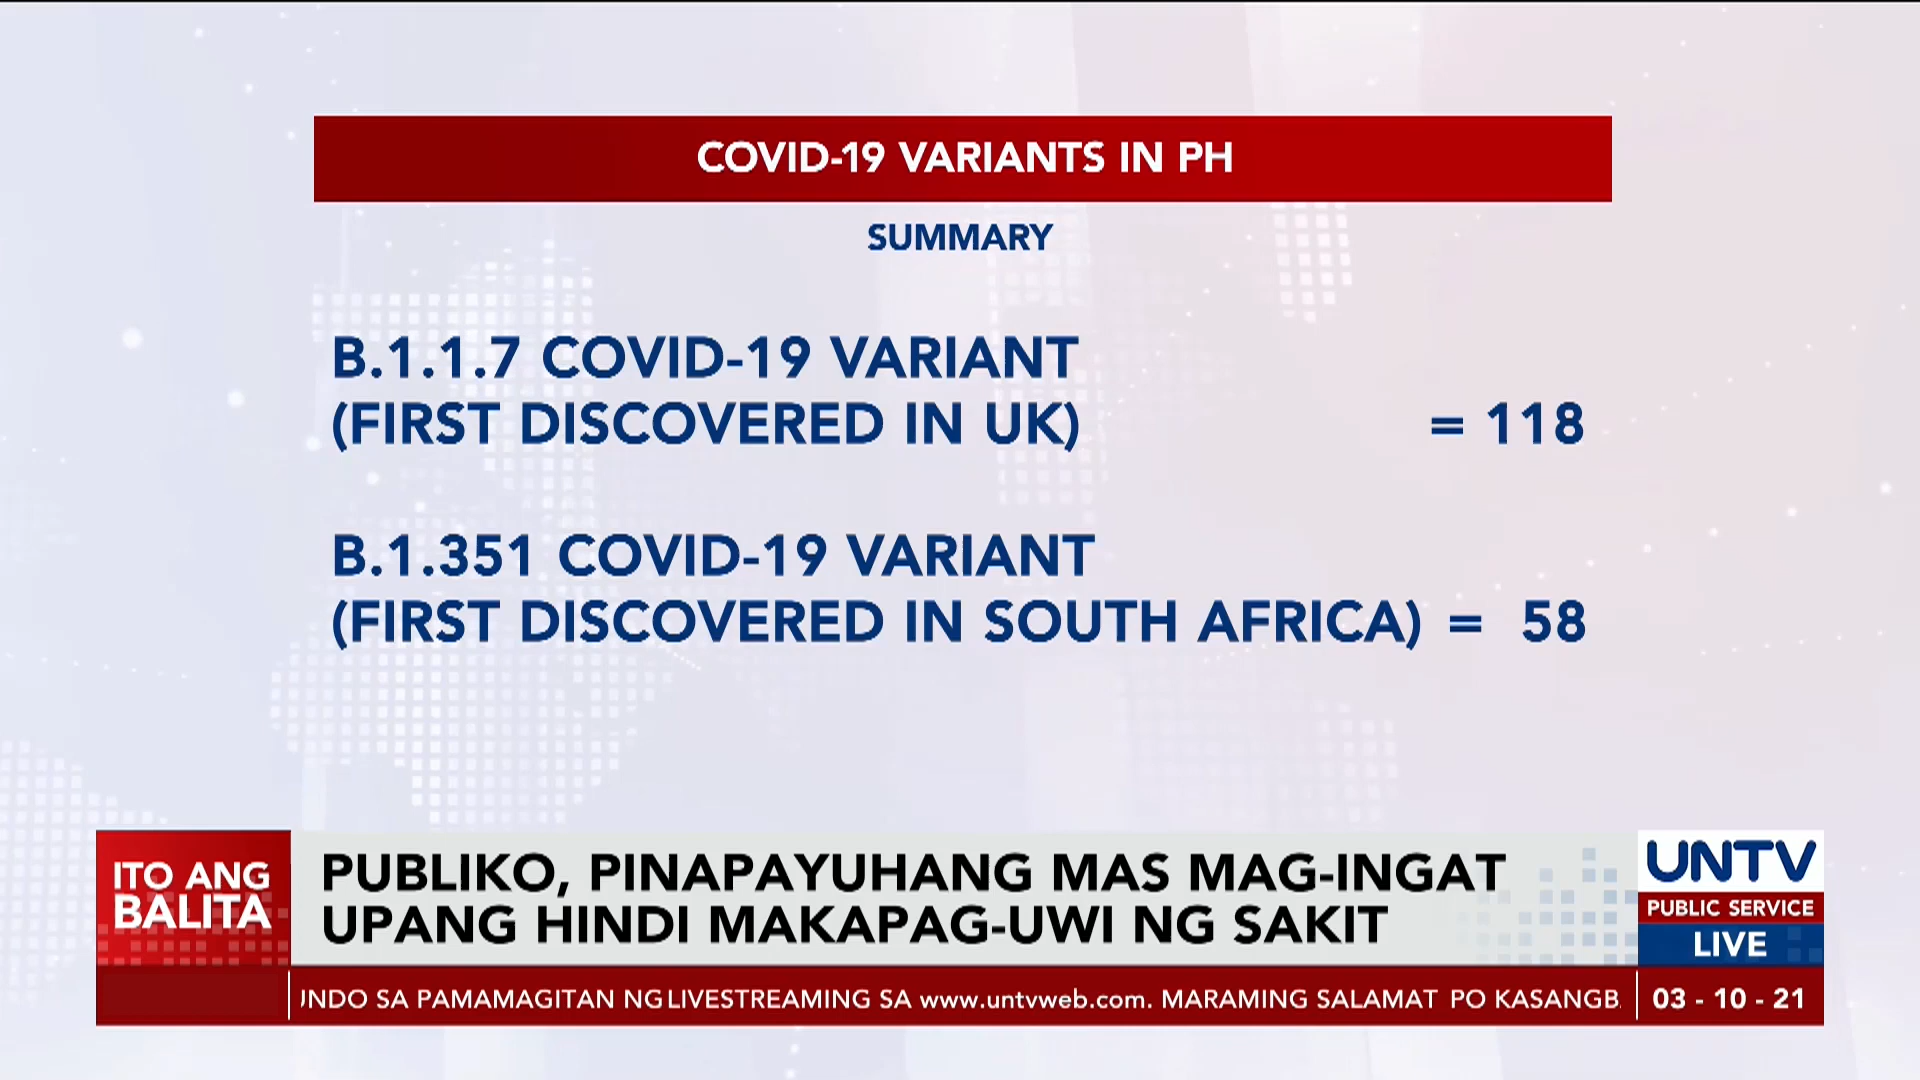 COVID-19 VARIANTS IN PH
SUMMARY
B.1.1.7 COVID-19 VARIANT
(FIRST DISCOVERED IN UK) = 118
B.1.351 COVID-19 VARIANT
(FIRST DISCOVERED IN SOUTH AFRICA) = 58
ITO ANG
BALITA
PUBLIKO, PINAPAYUHANG MAS MAG-INGAT
UPANG HINDI MAKAPAG-UWI NG SAKIT
UNTV
PUBLIC SERVICE
LIVE
SA PAMAMAGITAN NG LIVESTREAMING SA www.untvweb.com. MARAMING SALAMAT PO
03 - 10 - 21